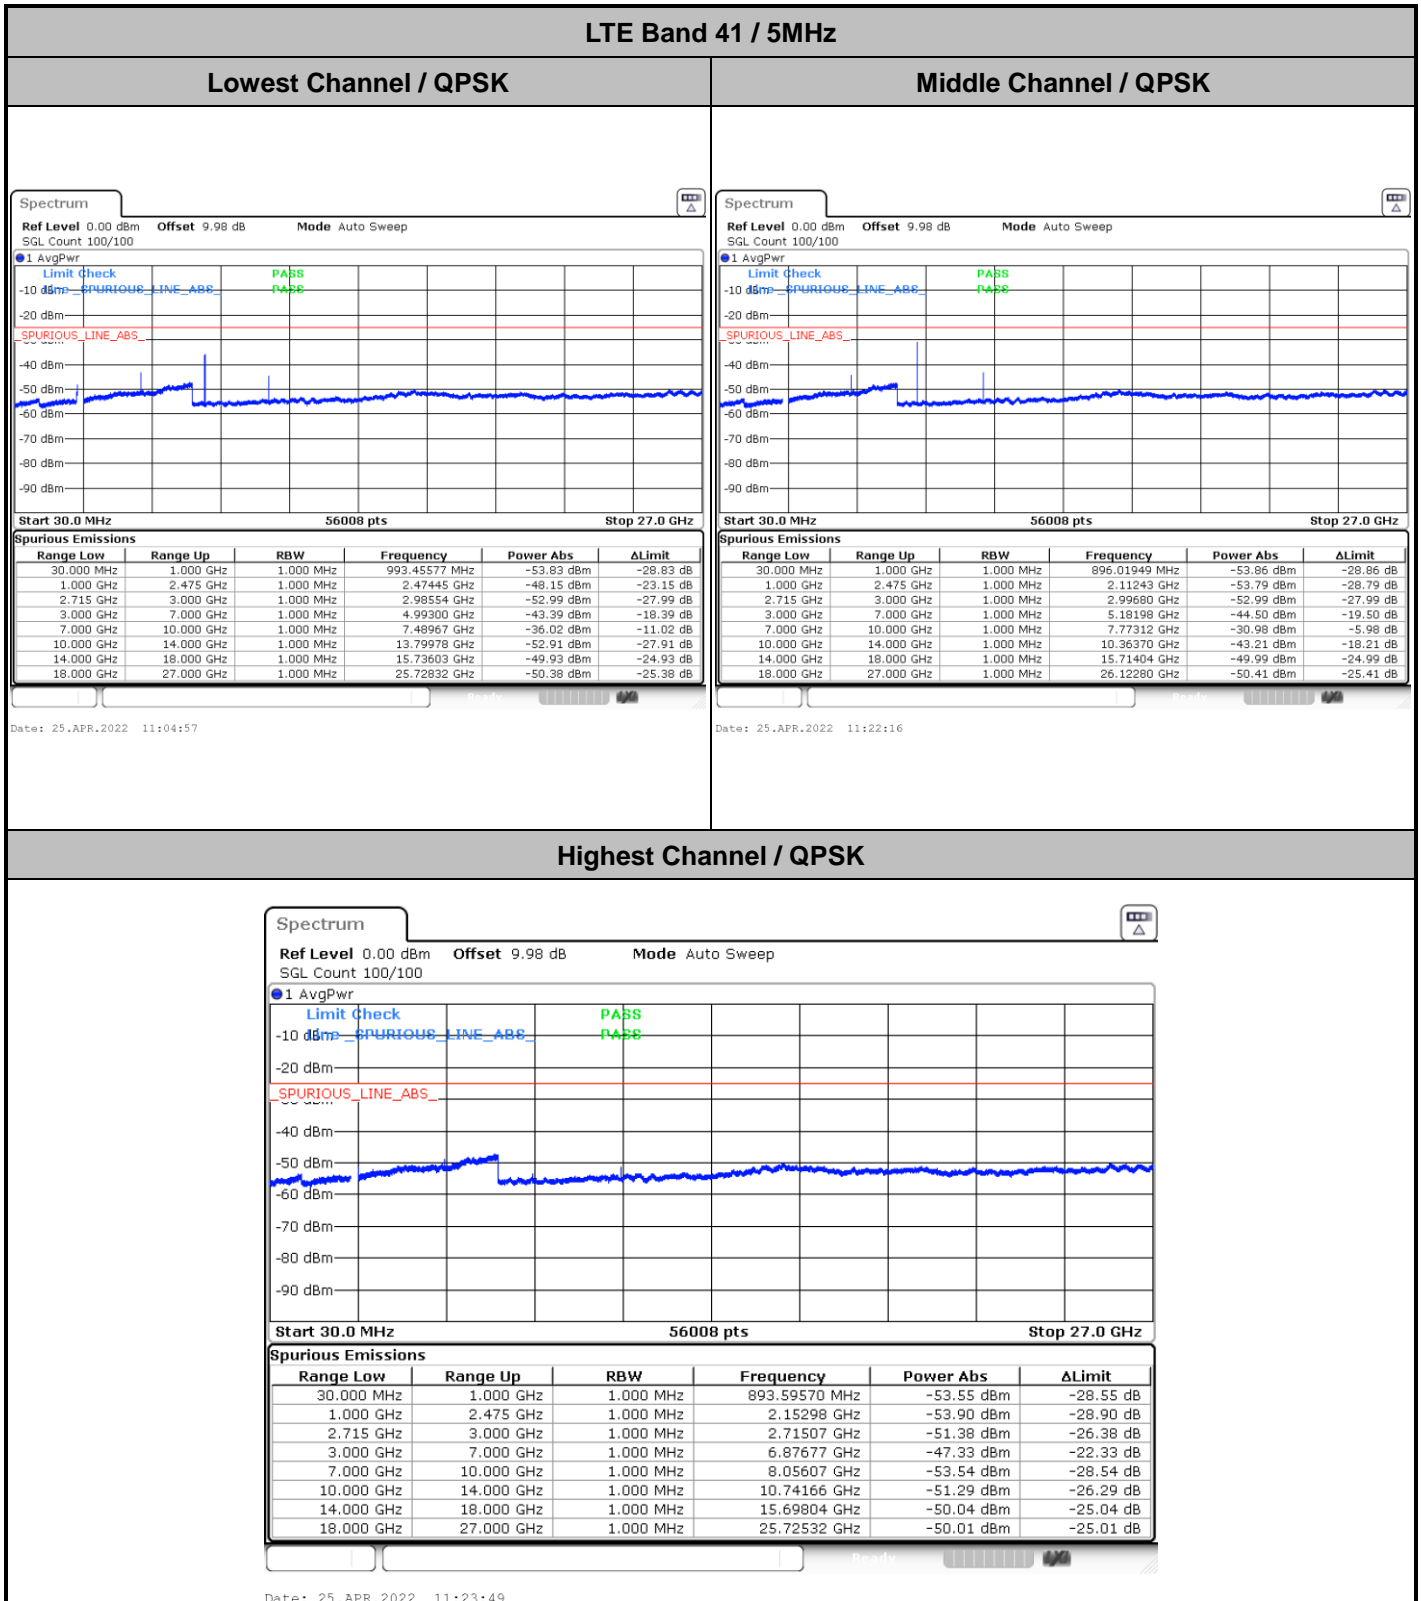 LTE Band 41 / 5MHz
Lowest Channel / QPSK
Middle Channel / QPSK
Spectrum
Ref Level 0.00 dBm Offset 9.98 dB Mode Auto Sweep
SGL Count 100/100
1 AvgPwr
Limit Check PASS
Line _SPURIOUS_LINE_ABS_ PASS
-10 dBm
-20 dBm
_SPURIOUS_LINE_ABS_
-40 dBm
-50 dBm
-60 dBm
-70 dBm
-80 dBm
-90 dBm
Start 30.0 MHz 56008 pts Stop 27.0 GHz
Spurious Emissions
Range Low Range Up RBW Frequency Power Abs ΔLimit
30.000 MHz 1.000 GHz 1.000 MHz 993.45577 MHz -53.83 dBm -28.83 dB
1.000 GHz 2.475 GHz 1.000 MHz 2.47445 GHz -48.15 dBm -23.15 dB
2.715 GHz 3.000 GHz 1.000 MHz 2.98554 GHz -52.99 dBm -27.99 dB
3.000 GHz 7.000 GHz 1.000 MHz 4.99300 GHz -43.39 dBm -18.39 dB
7.000 GHz 10.000 GHz 1.000 MHz 7.48967 GHz -36.02 dBm -11.02 dB
10.000 GHz 14.000 GHz 1.000 MHz 13.79978 GHz -52.91 dBm -27.91 dB
14.000 GHz 18.000 GHz 1.000 MHz 15.73603 GHz -49.93 dBm -24.93 dB
18.000 GHz 27.000 GHz 1.000 MHz 25.72832 GHz -50.38 dBm -25.38 dB
Ready
Date: 25.APR.2022 11:04:57
Spectrum
Ref Level 0.00 dBm Offset 9.98 dB Mode Auto Sweep
SGL Count 100/100
1 AvgPwr
Limit Check PASS
Line _SPURIOUS_LINE_ABS_ PASS
-10 dBm
-20 dBm
_SPURIOUS_LINE_ABS_
-40 dBm
-50 dBm
-60 dBm
-70 dBm
-80 dBm
-90 dBm
Start 30.0 MHz 56008 pts Stop 27.0 GHz
Spurious Emissions
Range Low Range Up RBW Frequency Power Abs ΔLimit
30.000 MHz 1.000 GHz 1.000 MHz 896.01949 MHz -53.86 dBm -28.86 dB
1.000 GHz 2.475 GHz 1.000 MHz 2.11243 GHz -53.79 dBm -28.79 dB
2.715 GHz 3.000 GHz 1.000 MHz 2.99680 GHz -52.99 dBm -27.99 dB
3.000 GHz 7.000 GHz 1.000 MHz 5.18198 GHz -44.50 dBm -19.50 dB
7.000 GHz 10.000 GHz 1.000 MHz 7.77312 GHz -30.98 dBm -5.98 dB
10.000 GHz 14.000 GHz 1.000 MHz 10.36370 GHz -43.21 dBm -18.21 dB
14.000 GHz 18.000 GHz 1.000 MHz 15.71404 GHz -49.99 dBm -24.99 dB
18.000 GHz 27.000 GHz 1.000 MHz 26.12280 GHz -50.41 dBm -25.41 dB
Ready
Date: 25.APR.2022 11:22:16
Highest Channel / QPSK
Spectrum
Ref Level 0.00 dBm Offset 9.98 dB Mode Auto Sweep
SGL Count 100/100
1 AvgPwr
Limit Check PASS
Line _SPURIOUS_LINE_ABS_ PASS
-10 dBm
-20 dBm
_SPURIOUS_LINE_ABS_
-40 dBm
-50 dBm
-60 dBm
-70 dBm
-80 dBm
-90 dBm
Start 30.0 MHz 56008 pts Stop 27.0 GHz
Spurious Emissions
Range Low Range Up RBW Frequency Power Abs ΔLimit
30.000 MHz 1.000 GHz 1.000 MHz 893.59570 MHz -53.55 dBm -28.55 dB
1.000 GHz 2.475 GHz 1.000 MHz 2.15298 GHz -53.90 dBm -28.90 dB
2.715 GHz 3.000 GHz 1.000 MHz 2.71507 GHz -51.38 dBm -26.38 dB
3.000 GHz 7.000 GHz 1.000 MHz 6.87677 GHz -47.33 dBm -22.33 dB
7.000 GHz 10.000 GHz 1.000 MHz 8.05607 GHz -53.54 dBm -28.54 dB
10.000 GHz 14.000 GHz 1.000 MHz 10.74166 GHz -51.29 dBm -26.29 dB
14.000 GHz 18.000 GHz 1.000 MHz 15.69804 GHz -50.04 dBm -25.04 dB
18.000 GHz 27.000 GHz 1.000 MHz 25.72532 GHz -50.01 dBm -25.01 dB
Ready
Date: 25.APR.2022 11:23:49